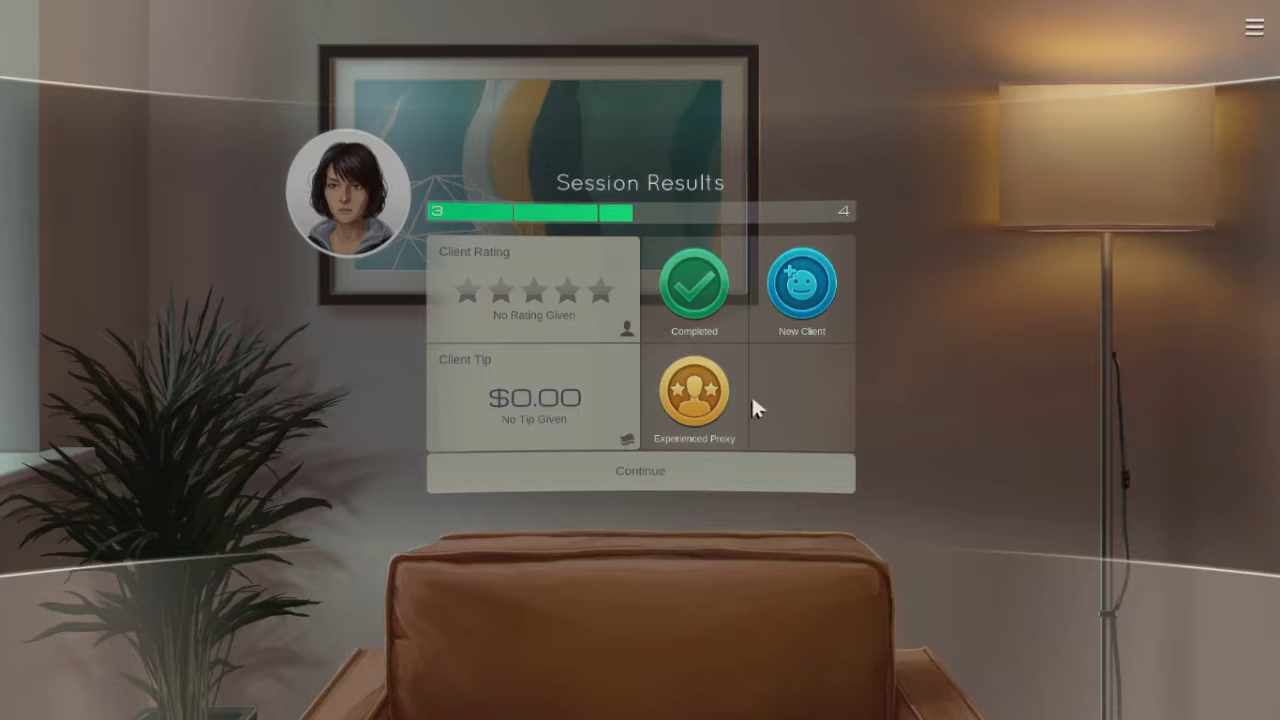 Session Results
3
4
Client Rating
No Rating Given
Completed
New Client
Client Tip
$0.00
No Tip Given
Experienced Proxy
Continue